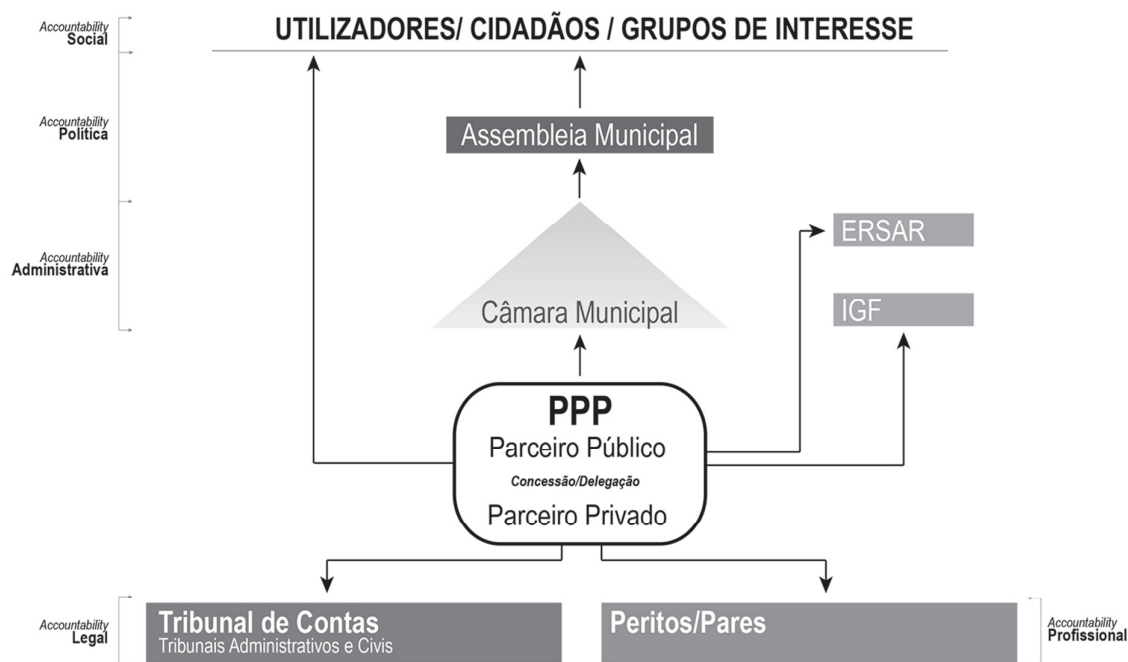 Accountability
Social
UTILIZADORES/ CIDADÃOS / GRUPOS DE INTERESSE
Accountability
Política
Assembleia Municipal
ERSAR
Accountability
Administrativa
Câmara Municipal
IGF
PPP
Parceiro Público
Concessão/Delegação
Parceiro Privado
Accountability
Legal
Tribunal de Contas
Tribunais Administrativos e Civis
Peritos/Pares
Accountability
Profissional